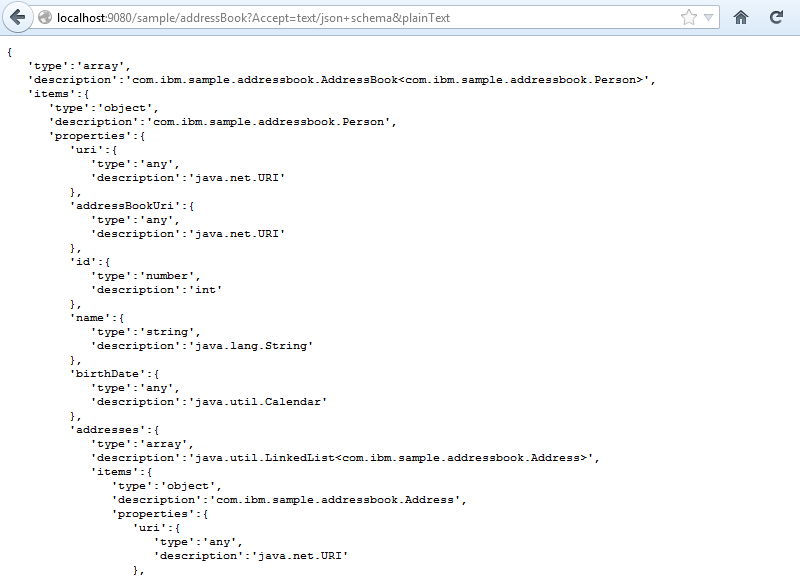 localhost:9080/sample/addressBook?Accept=text/json+schema&plainText
{
   'type':'array',
   'description':'com.ibm.sample.addressbook.AddressBook<com.ibm.sample.addressbook.Person>',
   'items':{
      'type':'object',
      'description':'com.ibm.sample.addressbook.Person',
      'properties':{
         'uri':{
            'type':'any',
            'description':'java.net.URI'
         },
         'addressBookUri':{
            'type':'any',
            'description':'java.net.URI'
         },
         'id':{
            'type':'number',
            'description':'int'
         },
         'name':{
            'type':'string',
            'description':'java.lang.String'
         },
         'birthDate':{
            'type':'any',
            'description':'java.util.Calendar'
         },
         'addresses':{
            'type':'array',
            'description':'java.util.LinkedList<com.ibm.sample.addressbook.Address>',
            'items':{
               'type':'object',
               'description':'com.ibm.sample.addressbook.Address',
               'properties':{
                  'uri':{
                     'type':'any',
                     'description':'java.net.URI'
                  },